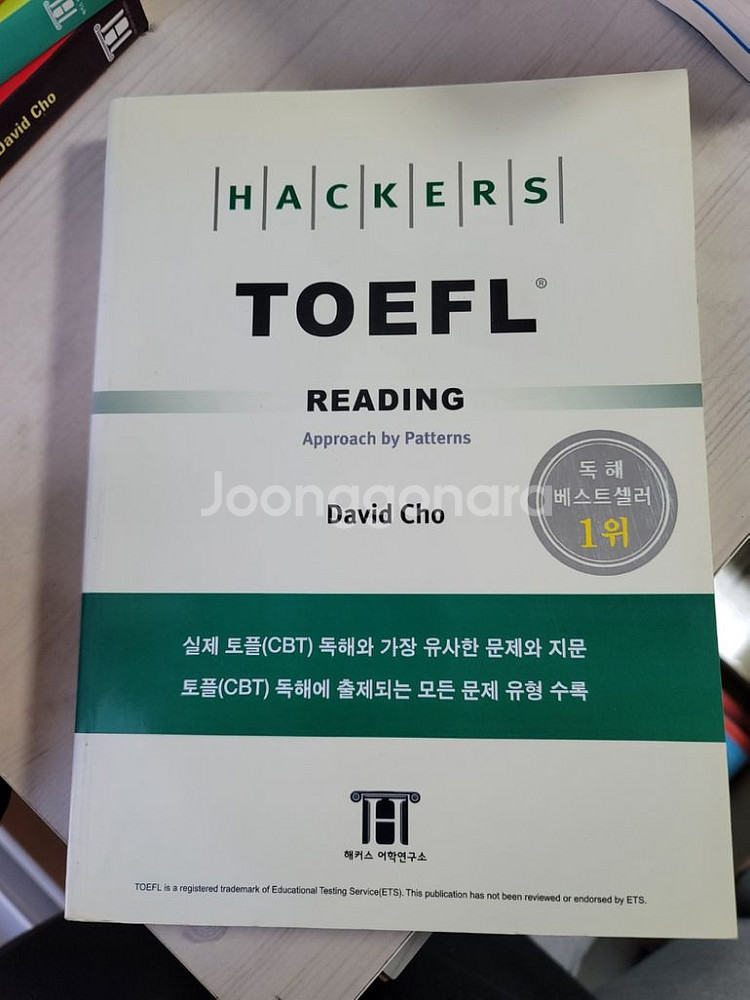 David Cho
HACKERS
TOEFL®
READING
Approach by Patterns
Joonggonara
David Cho
독해
베스트셀러
1위
실제 토플(CBT) 독해와 가장 유사한 문제와 지문
토플(CBT) 독해에 출제되는 모든 문제 유형 수록
해커스 어학연구소
TOEFL is a registered trademark of Educational Testing Service(ETS). This publication has not been reviewed or endorsed by ETS.